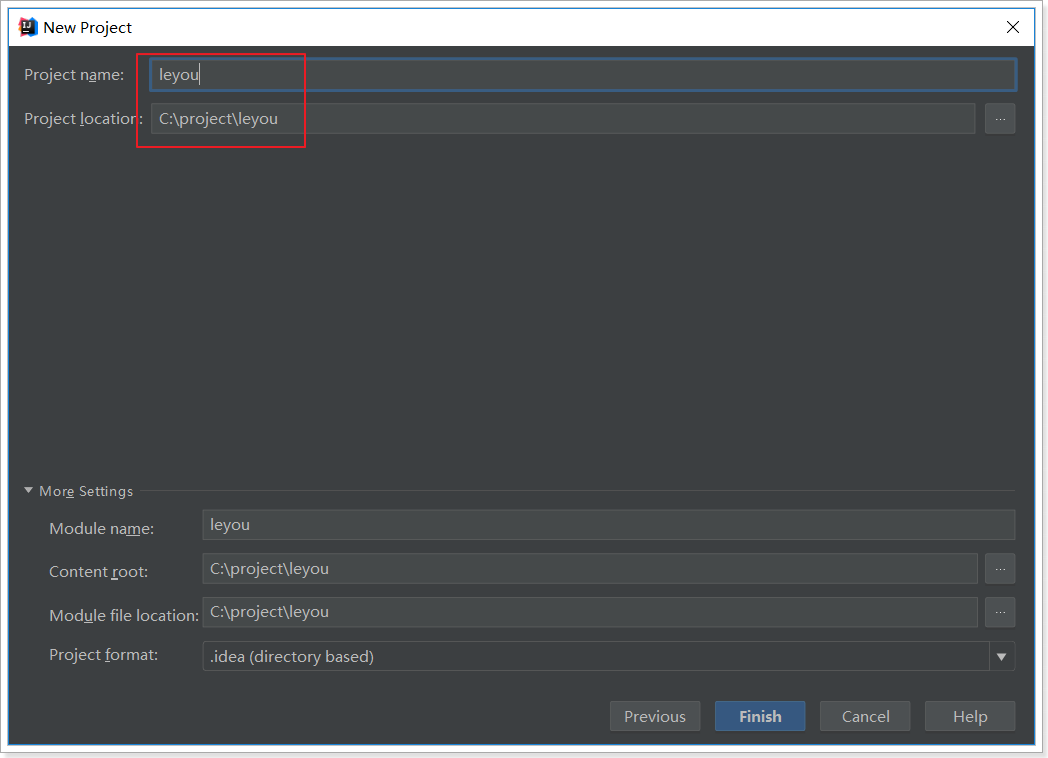 New Project
Project name: leyou
Project location: C:\project\leyou ...
More Settings
Module name: leyou
Content root: C:\project\leyou ...
Module file location: C:\project\leyou ...
Project format: .idea (directory based)
Previous Finish Cancel Help